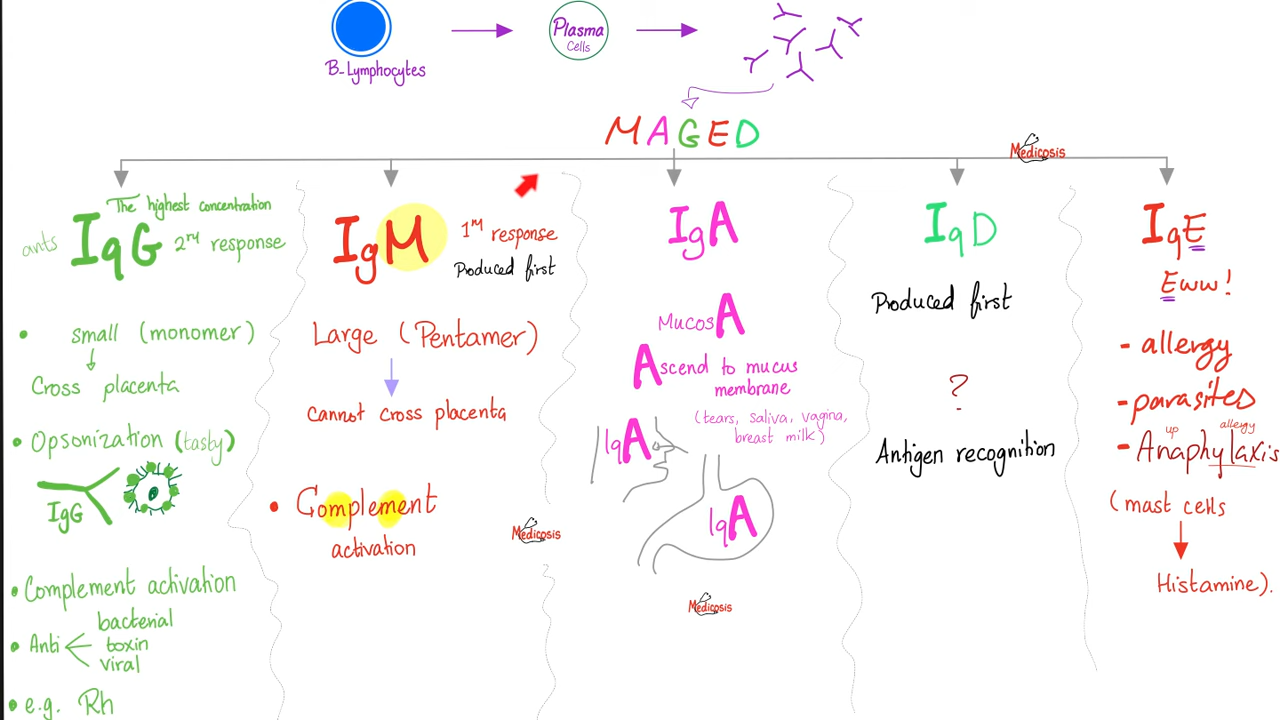 B-Lymphocytes
Plasma
Cells
MAGED
Medicosis
The highest concentration
ants IgG 2nd response
• small (monomer)
Cross placenta
• Opsonization (tasty)
IgG
• Complement activation
• Anti
bacterial
toxin
viral
• e.g. Rh
IgM 1M response
Produced first
Large (Pentamer)
Cannot cross placenta
• Complement
activation
Medicosis
IgA
MucosA
Ascend to mucus
membrane
(tears, saliva, vagina,
breast milk)
IgA
IgA
Medicosis
IgD
Produced first
?
Antigen recognition
IgE
Eww!
- allergy
- parasites
up allergy
- Anaphylaxis
(mast cells
Histamine).